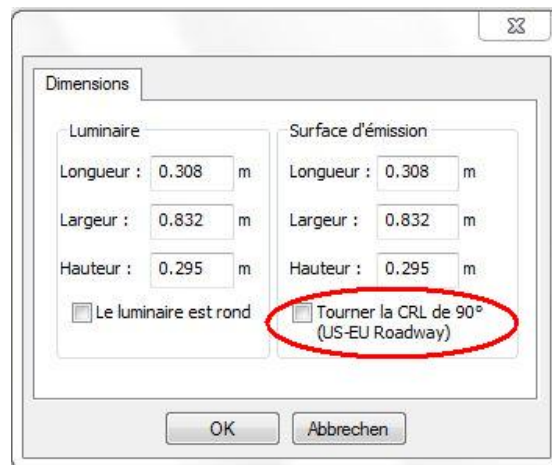 Dimensions
Luminaire
Longueur : 0.308 m
Largeur : 0.832 m
Hauteur : 0.295 m
Le luminaire est rond
Surface d'émission
Longueur : 0.308 m
Largeur : 0.832 m
Hauteur : 0.295 m
Tourner la CRL de 90°
(US-EU Roadway)
OK
Abbrechen